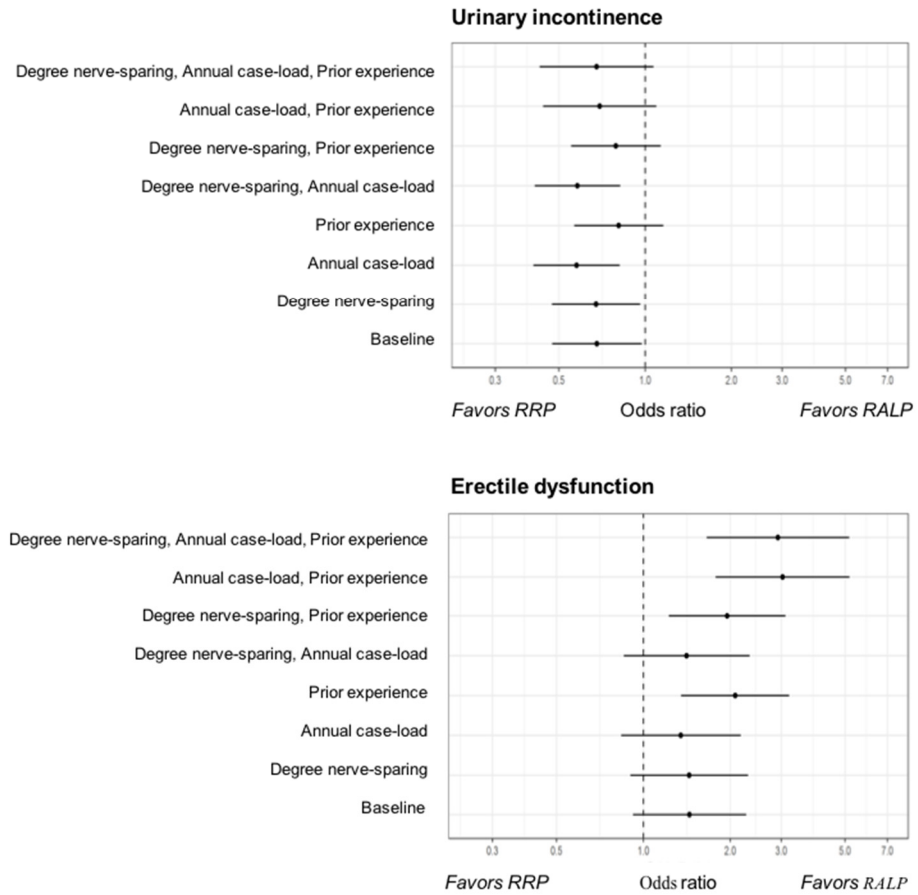 Urinary incontinence
Degree nerve-sparing, Annual case-load, Prior experience
Annual case-load, Prior experience
Degree nerve-sparing, Prior experience
Degree nerve-sparing, Annual case-load
Prior experience
Annual case-load
Degree nerve-sparing
Baseline
0.3 0.5 1.0 2.0 3.0 5.0 7.0
Favors RRP Odds ratio Favors RALP
Erectile dysfunction
Degree nerve-sparing, Annual case-load, Prior experience
Annual case-load, Prior experience
Degree nerve-sparing, Prior experience
Degree nerve-sparing, Annual case-load
Prior experience
Annual case-load
Degree nerve-sparing
Baseline
0.3 0.5 1.0 2.0 3.0 5.0 7.0
Favors RRP Odds ratio Favors RALP